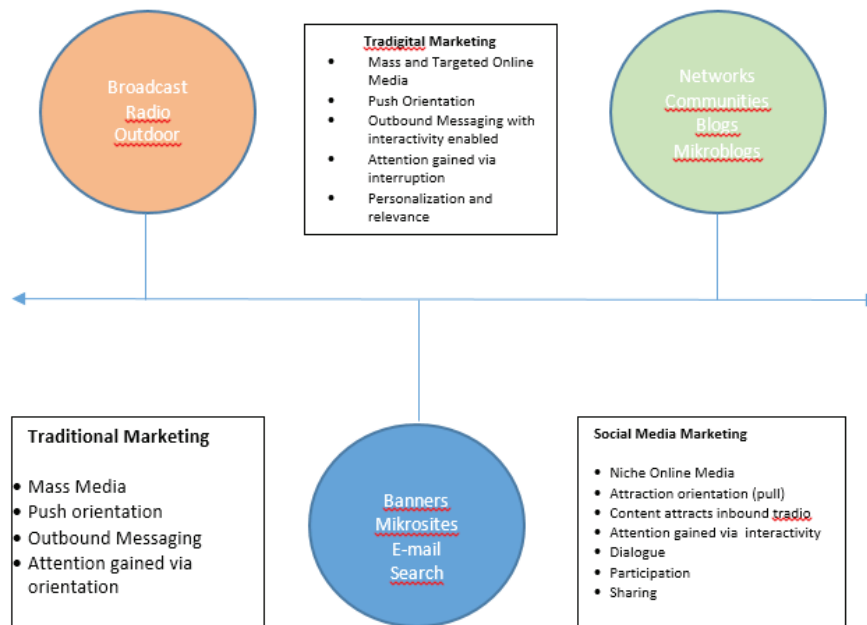 Broadcast
Radio
Outdoor
Tradigital Marketing
• Mass and Targeted Online
Media
• Push Orientation
• Outbound Messaging with
interactivity enabled
• Attention gained via
interruption
• Personalization and
relevance
Networks
Communities
Blogs
Mikroblogs
Traditional Marketing
• Mass Media
• Push orientation
• Outbound Messaging
• Attention gained via
orientation
Banners
Mikrosites
E-mail
Search
Social Media Marketing
• Niche Online Media
• Attraction orientation (pull)
• Content attracts inbound tradio
• Attention gained via interactivity
• Dialogue
• Participation
• Sharing